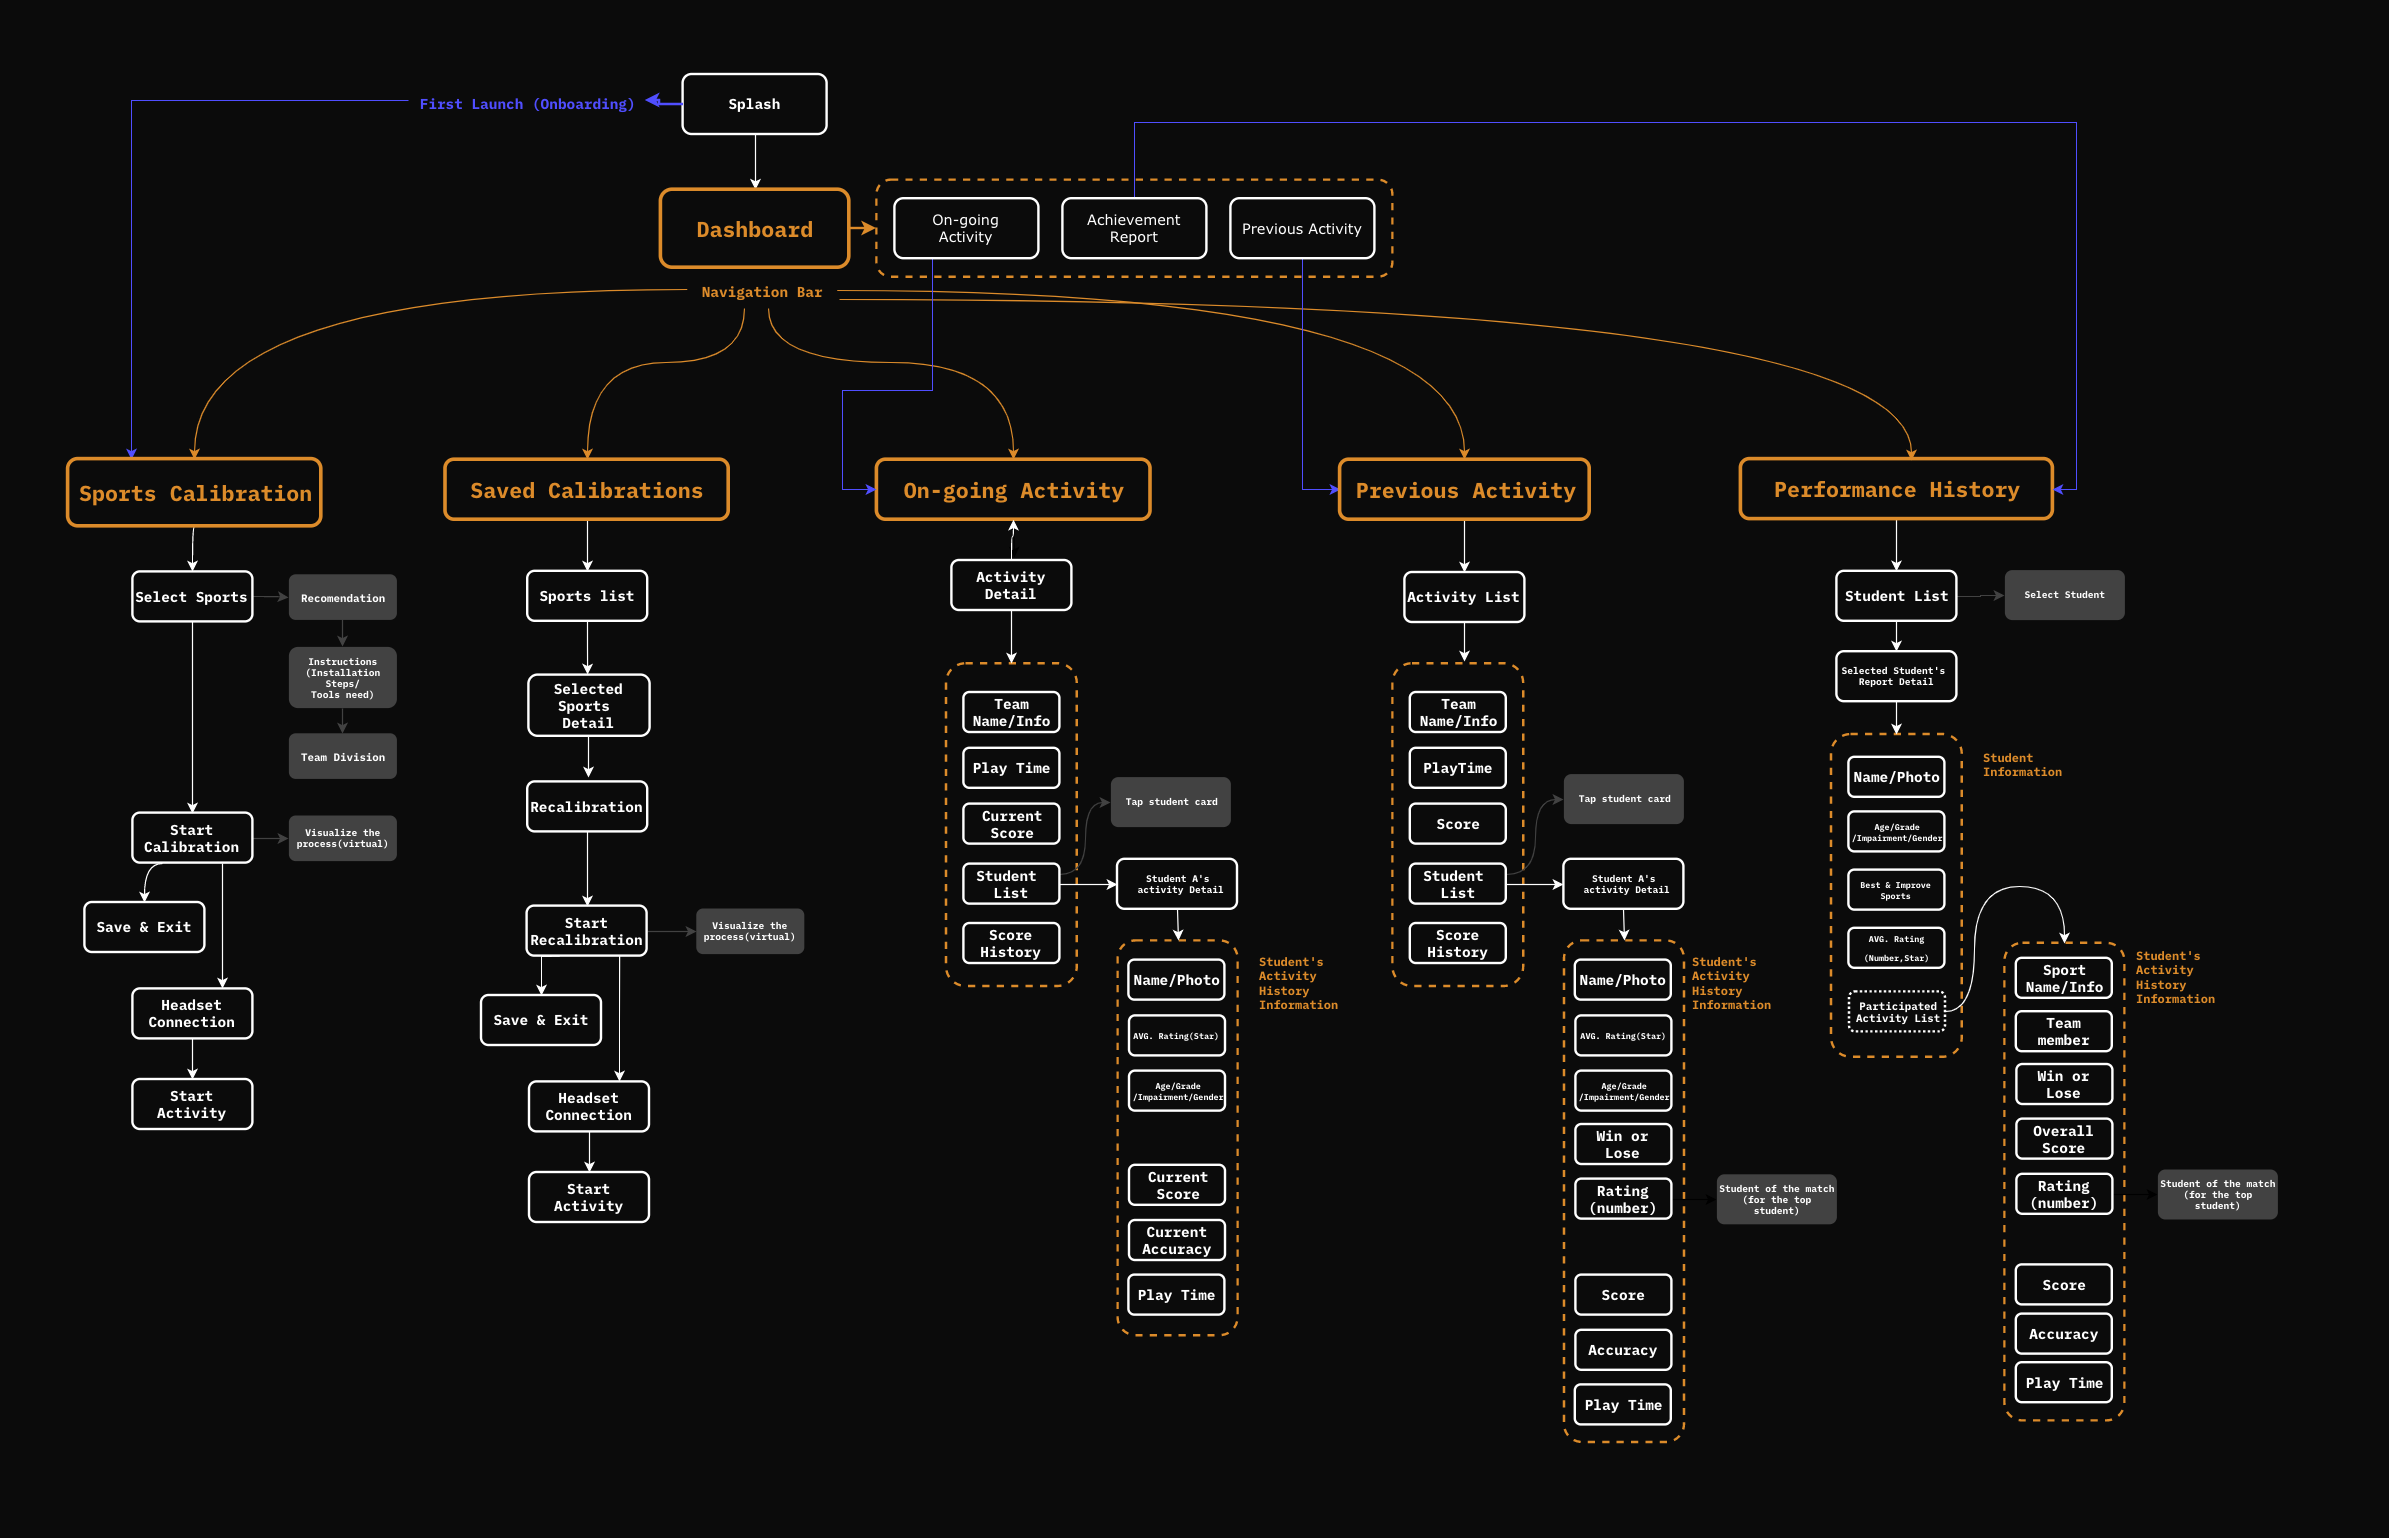 Splash
First Launch (Onboarding)
Dashboard
On-going
Activity
Achievement
Report
Previous Activity
Navigation Bar
Sports Calibration
Select Sports
Recomendation
Instructions
(Installation
Steps/
Tools need)
Team Division
Start
Calibration
Visualize the
process(virtual)
Save & Exit
Headset
Connection
Start
Activity
Saved Calibrations
Sports list
Selected
Sports
Detail
Recalibration
Start
Recalibration
Visualize the
process(virtual)
Save & Exit
Headset
Connection
Start
Activity
On-going Activity
Activity
Detail
Team
Name/Info
Play Time
Current
Score
Student
List
Score
History
Tap student card
Student A's
activity Detail
Name/Photo
AVG. Rating(Star)
Age/Grade
/Impairment/Gender
Current
Score
Current
Accuracy
Play Time
Student's
Activity
History
Information
Previous Activity
Activity List
Team
Name/Info
PlayTime
Score
Student
List
Score
History
Tap student card
Student A's
activity Detail
Name/Photo
AVG. Rating(Star)
Age/Grade
/Impairment/Gender
Win or
Lose
Rating
(number)
Student of the match
(for the top
student)
Score
Accuracy
Play Time
Student's
Activity
History
Information
Performance History
Student List
Select Student
Selected Student's
Report Detail
Student
Information
Name/Photo
Age/Grade
/Impairment/Gender
Best & Improve
Sports
AVG. Rating
(Number,Star)
Participated
Activity List
Sport
Name/Info
Team
member
Win or
Lose
Overall
Score
Rating
(number)
Student of the match
(for the top
student)
Score
Accuracy
Play Time
Student's
Activity
History
Information